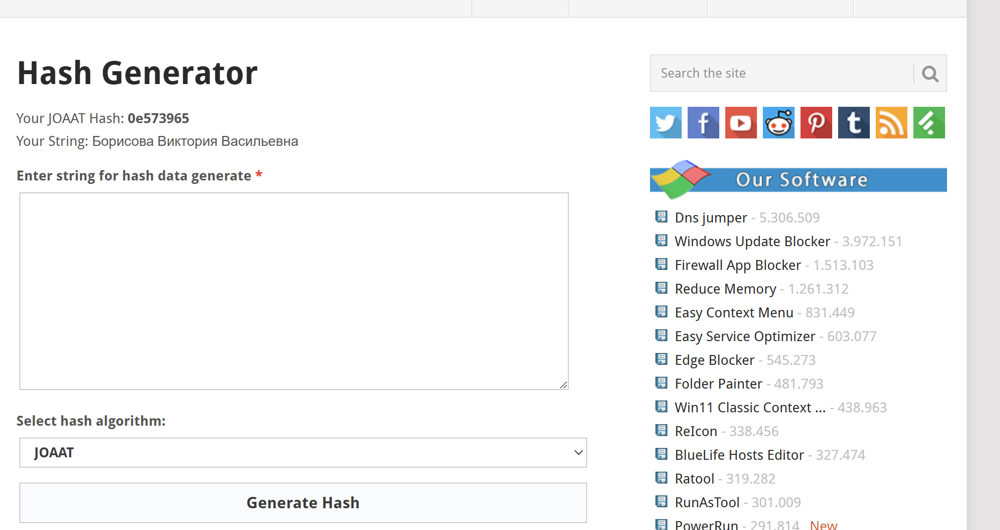 Hash Generator
Your JOAAT Hash: 0e573965
Your String: Борисова Виктория Васильевна
Enter string for hash data generate *
Select hash algorithm:
JOAAT
Generate Hash
Search the site
Our Software
Dns jumper - 5.306.509
Windows Update Blocker - 3.972.151
Firewall App Blocker - 1.513.103
Reduce Memory - 1.261.312
Easy Context Menu - 831.449
Easy Service Optimizer - 603.077
Edge Blocker - 545.273
Folder Painter - 481.793
Win11 Classic Context ... - 438.963
ReIcon - 338.456
BlueLife Hosts Editor - 327.474
Ratool - 319.282
RunAsTool - 301.009
PowerRun - 291.814 New